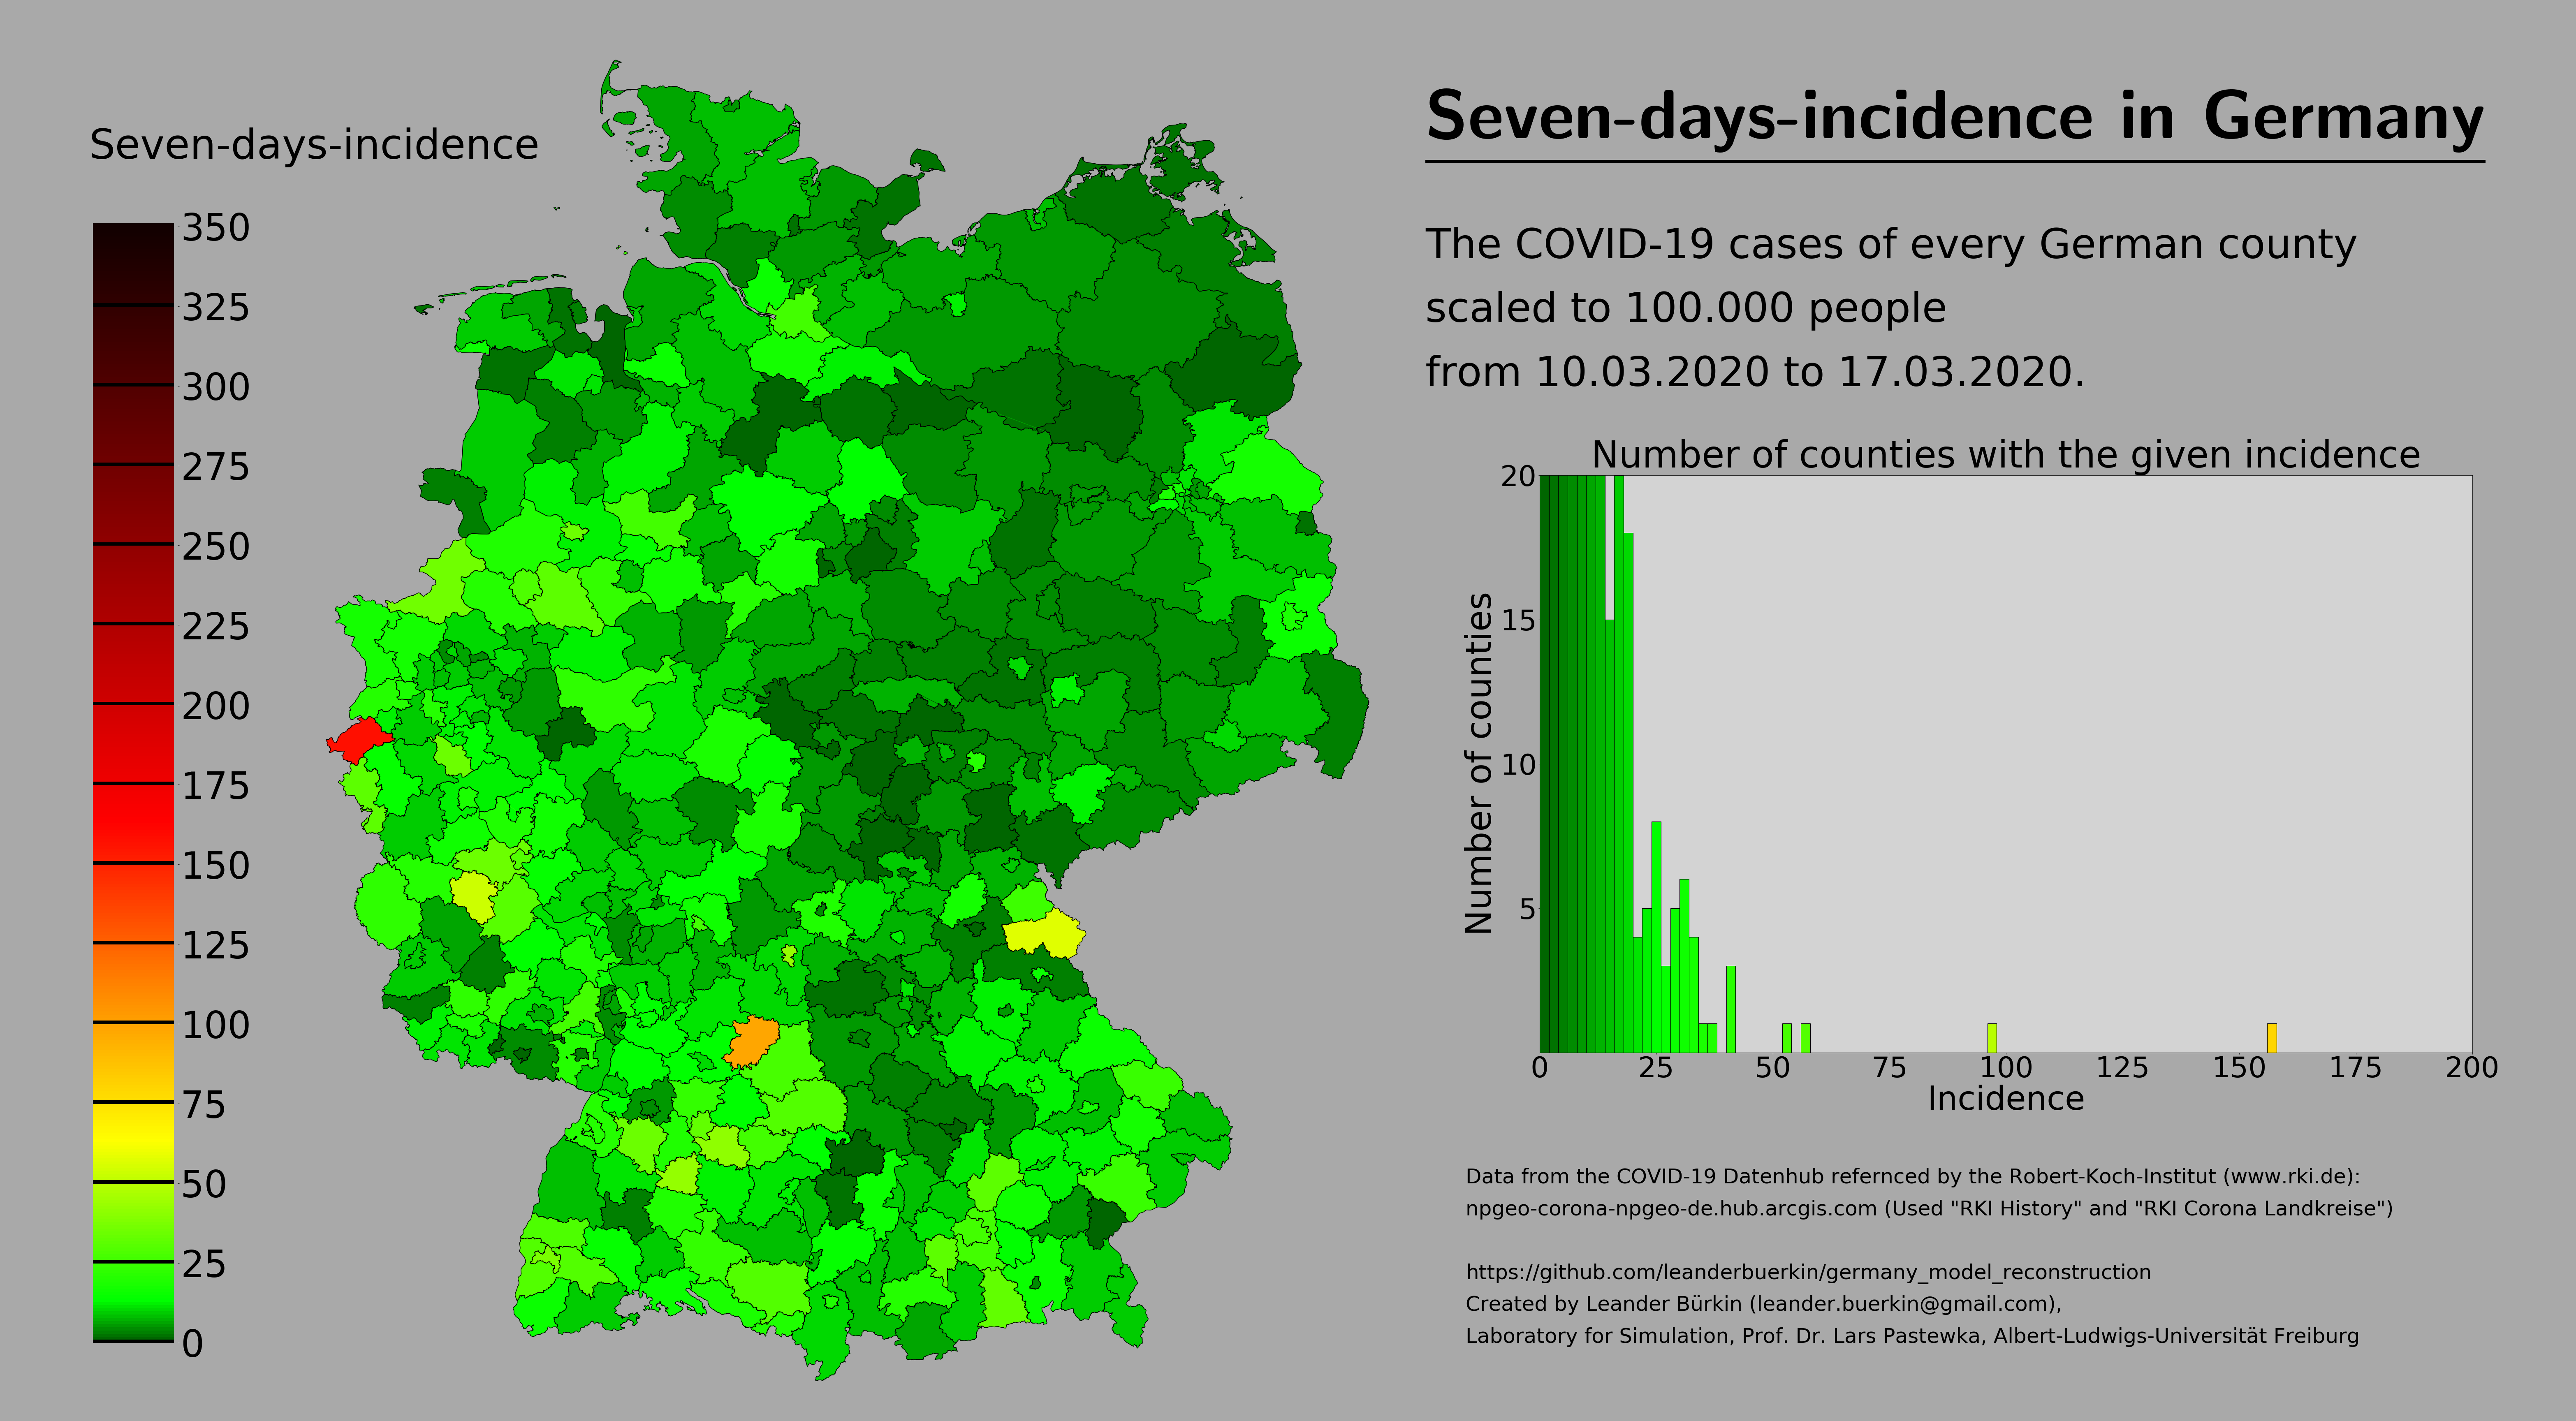 Seven-days-incidence in Germany
Seven-days-incidence
The COVID-19 cases of every German county
scaled to 100.000 people
from 10.03.2020 to 17.03.2020.
350
325
300
275
250
225
200
175
150
125
100
75
50
25
0
Number of counties with the given incidence
Number of counties
20
15
10
5
0 25 50 75 100 125 150 175 200
Incidence
Data from the COVID-19 Datenhub refernced by the Robert-Koch-Institut (www.rki.de):
npgeo-corona-npgeo-de.hub.arcgis.com (Used "RKI History" and "RKI Corona Landkreise")
https://github.com/leanderbuerkin/germany_model_reconstruction
Created by Leander Bürkin (leander.buerkin@gmail.com),
Laboratory for Simulation, Prof. Dr. Lars Pastewka, Albert-Ludwigs-Universität Freiburg